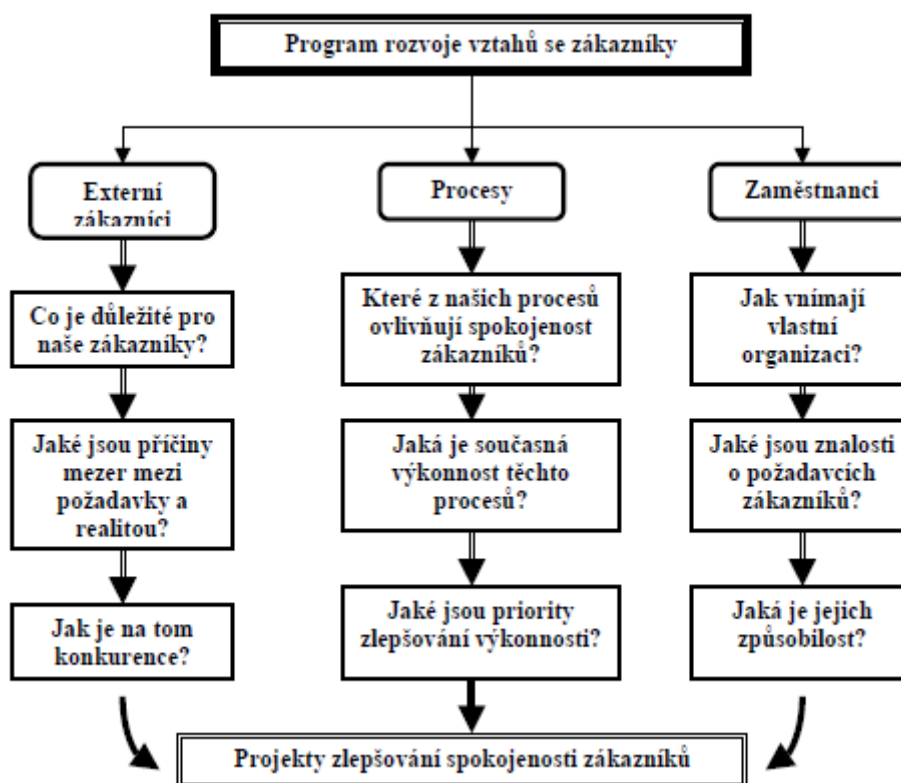 Program rozvoje vztahů se zákazníky
Externí
zákazníci
Procesy
Zaměstnanci
Co je důležité pro
naše zákazníky?
Které z našich procesů
ovlivňují spokojenost
zákazníků?
Jak vnímají
vlastní
organizaci?
Jaké jsou příčiny
mezer mezi
požadavky a
realitou?
Jaká je současná
výkonnost těchto
procesů?
Jaké jsou znalosti
o požadavcích
zákazníků?
Jak je na tom
konkurence?
Jaké jsou priority
zlepšování výkonnosti?
Jaká je jejich
způsobilost?
Projekty zlepšování spokojenosti zákazníků